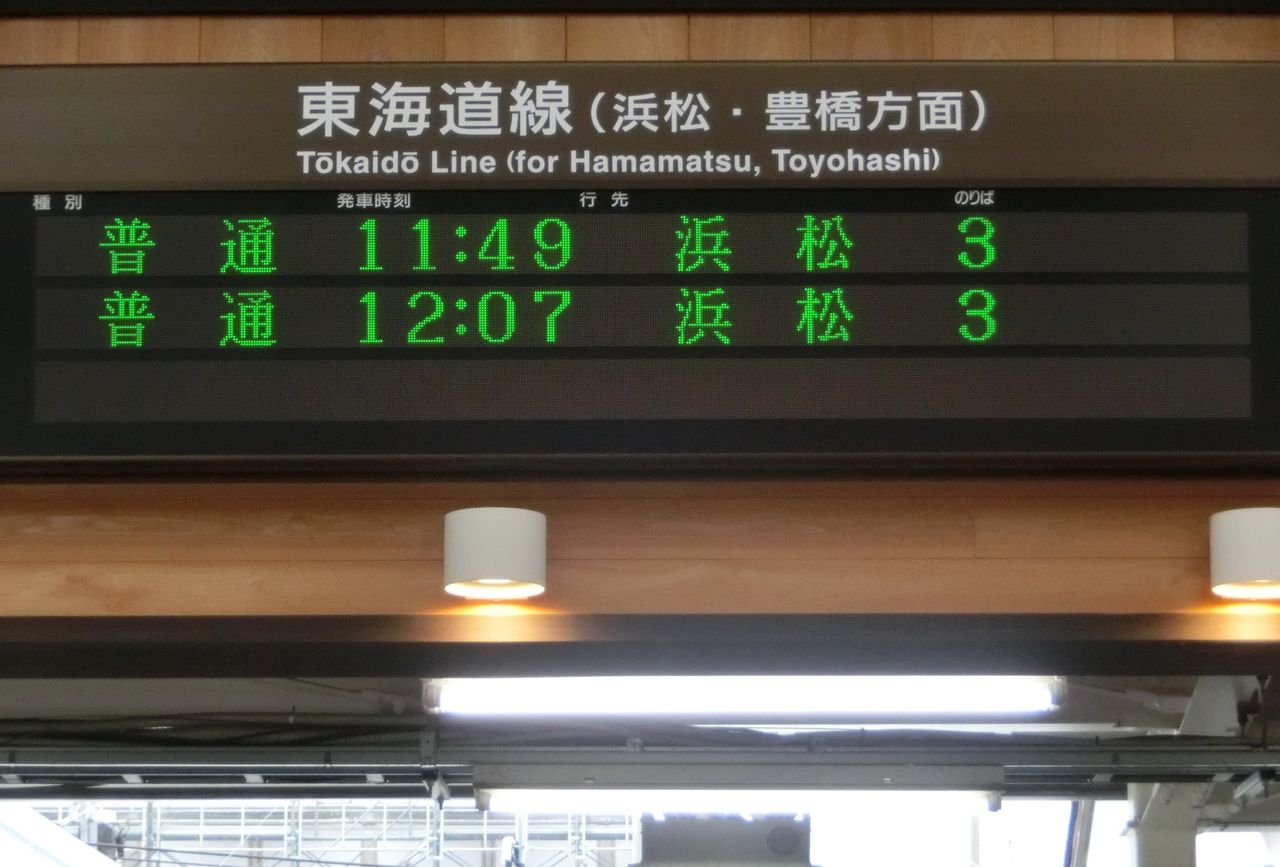 東海道線(浜松・豊橋方面)
Tōkaidō Line (for Hamamatsu, Toyohashi)
種別 発車時刻 行先 のりば
普通 11:49 浜松 3
普通 12:07 浜松 3